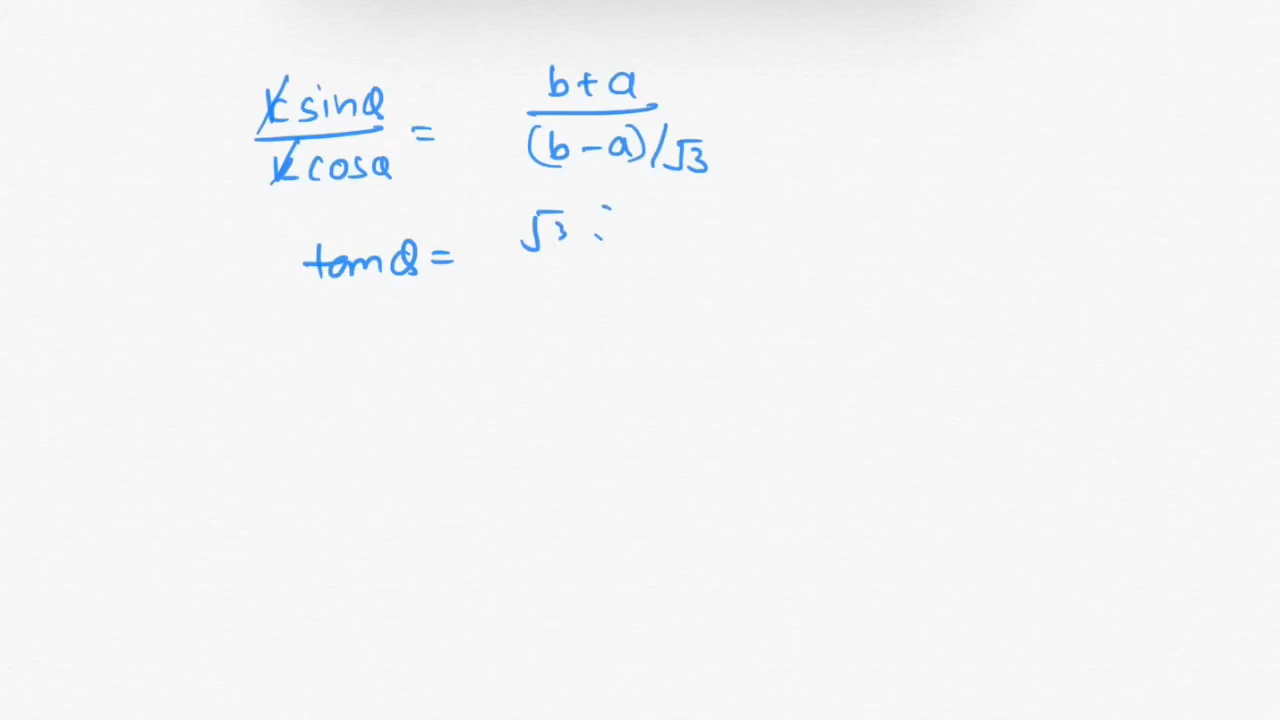 k sinθ / k cosθ = b + a / (b - a)/√3
tanθ = √3